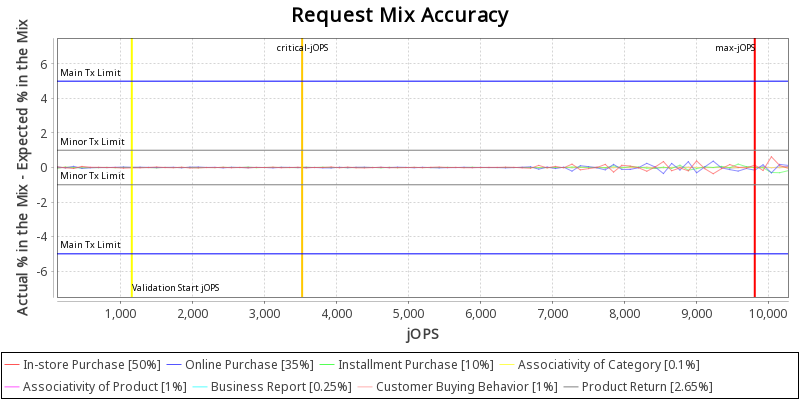 Request Mix Accuracy
Actual % in the Mix - Expected % in the Mix
critical-jOPS
max-jOPS
6
Main Tx Limit
4
2
Minor Tx Limit
0
Minor Tx Limit
-2
-4
Main Tx Limit
-6
Validation Start jOPS
1,000 2,000 3,000 4,000 5,000 6,000 7,000 8,000 9,000 10,000
jOPS
In-store Purchase [50%] Online Purchase [35%] Installment Purchase [10%] Associativity of Category [0.1%]
Associativity of Product [1%] Business Report [0.25%] Customer Buying Behavior [1%] Product Return [2.65%]